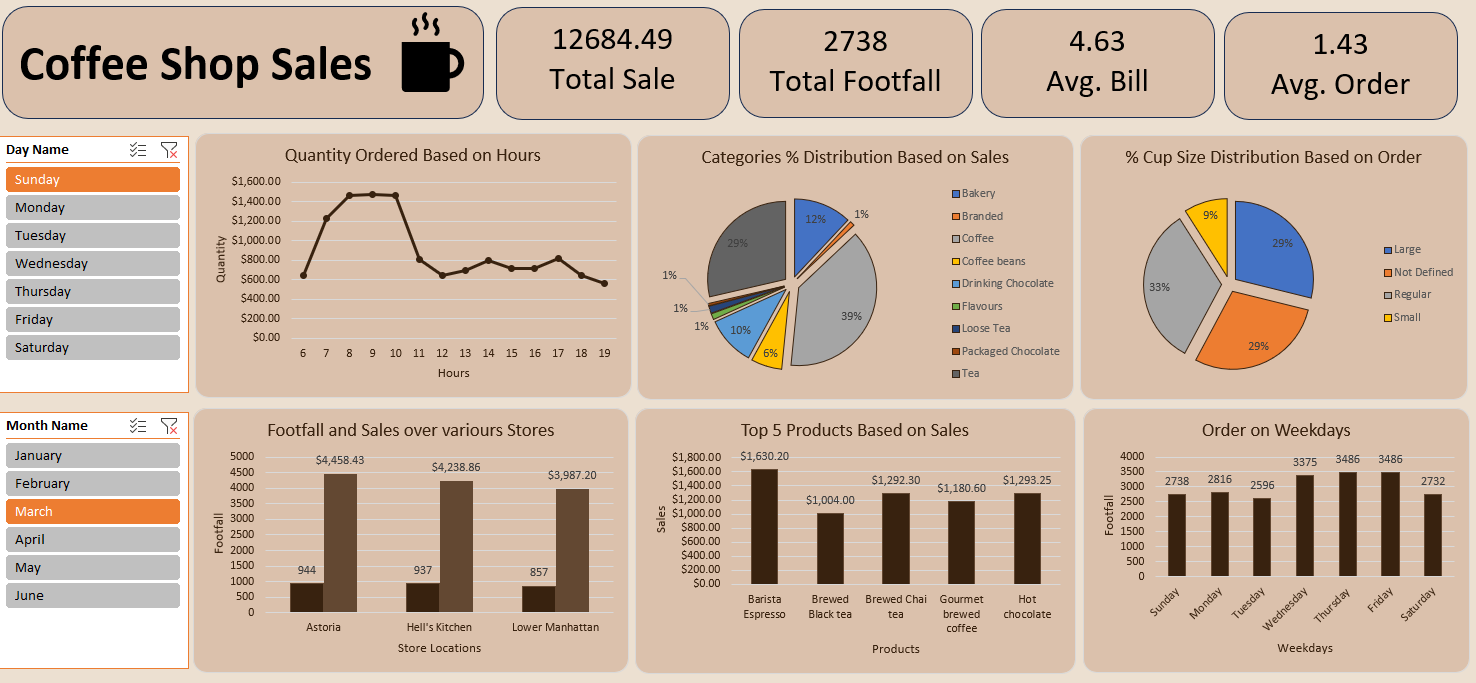 Coffee Shop Sales
12684.49
Total Sale
2738
Total Footfall
4.63
Avg. Bill
1.43
Avg. Order
Day Name
Sunday
Monday
Tuesday
Wednesday
Thursday
Friday
Saturday
Quantity Ordered Based on Hours
$1,600.00
$1,400.00
$1,200.00
$1,000.00
$800.00
$600.00
$400.00
$200.00
$0.00
Quantity
6 7 8 9 10 11 12 13 14 15 16 17 18 19
Hours
Categories % Distribution Based on Sales
12%
1%
39%
6%
10%
1%
1%
1%
29%
Bakery
Branded
Coffee
Coffee beans
Drinking Chocolate
Flavours
Loose Tea
Packaged Chocolate
Tea
% Cup Size Distribution Based on Order
29%
29%
33%
9%
Large
Not Defined
Regular
Small
Month Name
January
February
March
April
May
June
Footfall and Sales over variours Stores
5000
4500
4000
3500
3000
2500
2000
1500
1000
500
0
Footfall
944
$4,458.43
937
$4,238.86
857
$3,987.20
Astoria
Hell's Kitchen
Lower Manhattan
Store Locations
Top 5 Products Based on Sales
$1,800.00
$1,600.00
$1,400.00
$1,200.00
$1,000.00
$800.00
$600.00
$400.00
$200.00
$0.00
Sales
$1,630.20
$1,004.00
$1,292.30
$1,180.60
$1,293.25
Barista
Espresso
Brewed
Black tea
Brewed Chai
tea
Gourmet
brewed
coffee
Hot
chocolate
Products
Order on Weekdays
4000
3500
3000
2500
2000
1500
1000
500
0
Footfall
2738
2816
2596
3375
3486
3486
2732
Sunday
Monday
Tuesday
Wednesday
Thursday
Friday
Saturday
Weekdays